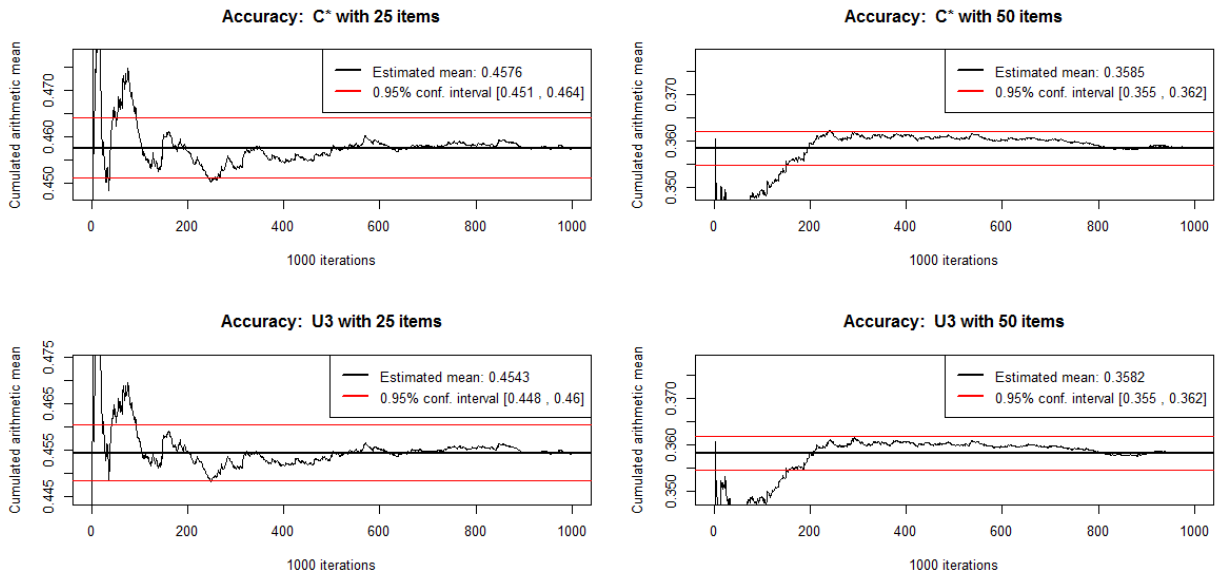 Accuracy: C* with 25 items
Cumulated arithmetic mean
0.450 0.460 0.470
Estimated mean: 0.4576
0.95% conf. interval [0.451 , 0.464]
0 200 400 600 800 1000
1000 iterations
Accuracy: C* with 50 items
Cumulated arithmetic mean
0.350 0.360 0.370
Estimated mean: 0.3585
0.95% conf. interval [0.355 , 0.362]
0 200 400 600 800 1000
1000 iterations
Accuracy: U3 with 25 items
Cumulated arithmetic mean
0.445 0.455 0.465 0.475
Estimated mean: 0.4543
0.95% conf. interval [0.448 , 0.46]
0 200 400 600 800 1000
1000 iterations
Accuracy: U3 with 50 items
Cumulated arithmetic mean
0.350 0.360 0.370
Estimated mean: 0.3582
0.95% conf. interval [0.355 , 0.362]
0 200 400 600 800 1000
1000 iterations